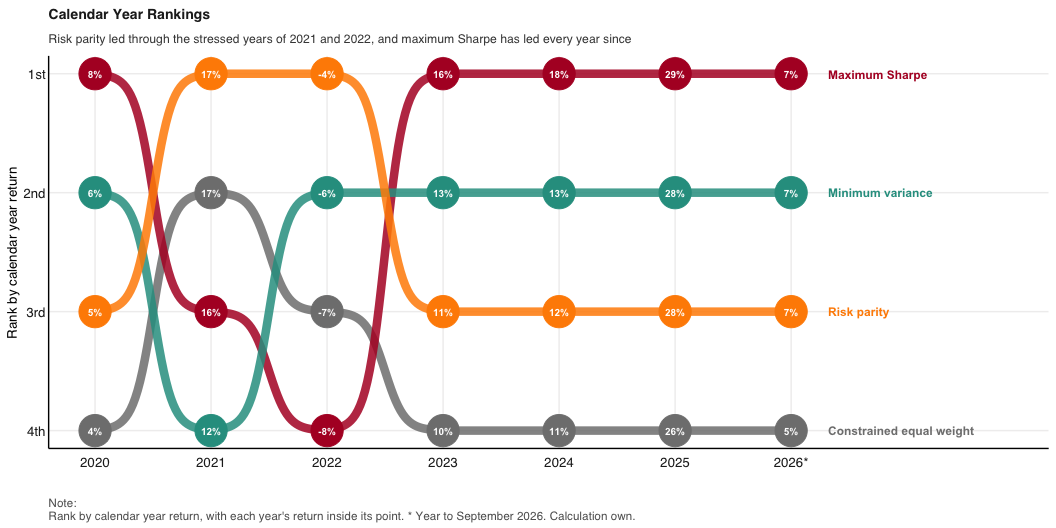 Calendar Year Rankings
Risk parity led through the stressed years of 2021 and 2022, and maximum Sharpe has led every year since
Rank by calendar year return
1st 8% 17% -4% 16% 18% 29% 7% Maximum Sharpe
2nd 6% 17% -6% 13% 13% 28% 7% Minimum variance
3rd 5% 16% -7% 11% 12% 28% 7% Risk parity
4th 4% 12% -8% 10% 11% 26% 5% Constrained equal weight
2020 2021 2022 2023 2024 2025 2026*
Note:
Rank by calendar year return, with each year's return inside its point. * Year to September 2026. Calculation own.